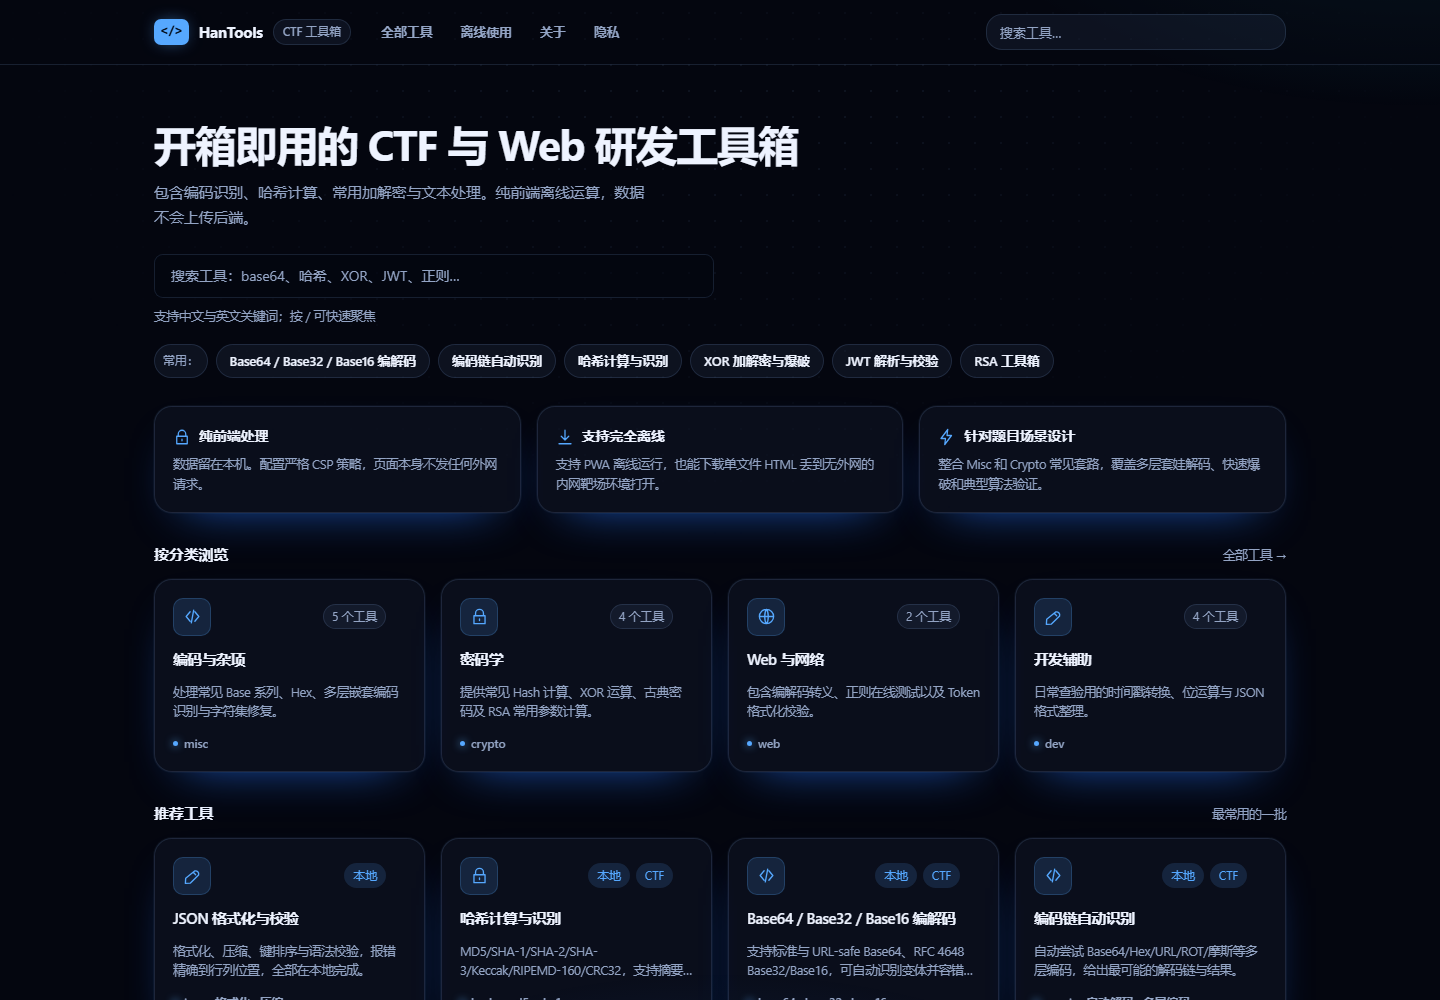 </> HanTools CTF 工具箱 全部工具 离线使用 关于 隐私 搜索工具...
开箱即用的 CTF 与 Web 研发工具箱
包含编码识别、哈希计算、常用加解密与文本处理。纯前端离线运算，数据
不会上传后端。
搜索工具：base64、哈希、XOR、JWT、正则...
支持中文与英文关键词；按 / 可快速聚焦
常用： Base64 / Base32 / Base16 编解码 编码链自动识别 哈希计算与识别 XOR 加解密与爆破 JWT 解析与校验 RSA 工具箱
纯前端处理
数据留在本机。配置严格 CSP 策略，页面本身不发任何外网
请求。
支持完全离线
支持 PWA 离线运行，也能下载单文件 HTML 丢到无外网的
内网靶场环境打开。
针对题目场景设计
整合 Misc 和 Crypto 常见套路，覆盖多层套娃解码、快速爆
破和典型算法验证。
按分类浏览 全部工具 →
5 个工具
编码与杂项
处理常见 Base 系列、Hex、多层嵌套编码
识别与字符集修复。
misc
4 个工具
密码学
提供常见 Hash 计算、XOR 运算、古典密
码及 RSA 常用参数计算。
crypto
2 个工具
Web 与网络
包含编解码转义、正则在线测试以及 Token
格式化校验。
web
4 个工具
开发辅助
日常查验用的时间戳转换、位运算与 JSON
格式整理。
dev
推荐工具 最常用的一批
本地
JSON 格式化与校验
格式化、压缩、键排序与语法校验，报错
精确到行列位置，全部在本地完成。
本地 CTF
哈希计算与识别
MD5/SHA-1/SHA-2/SHA-
3/Keccak/RIPEMD-160/CRC32，支持摘要...
本地 CTF
Base64 / Base32 / Base16 编解码
支持标准与 URL-safe Base64、RFC 4648
Base32/Base16，可自动识别变体并容错...
本地 CTF
编码链自动识别
自动尝试 Base64/Hex/URL/ROT/摩斯等多
层编码，给出最可能的解码链与结果。